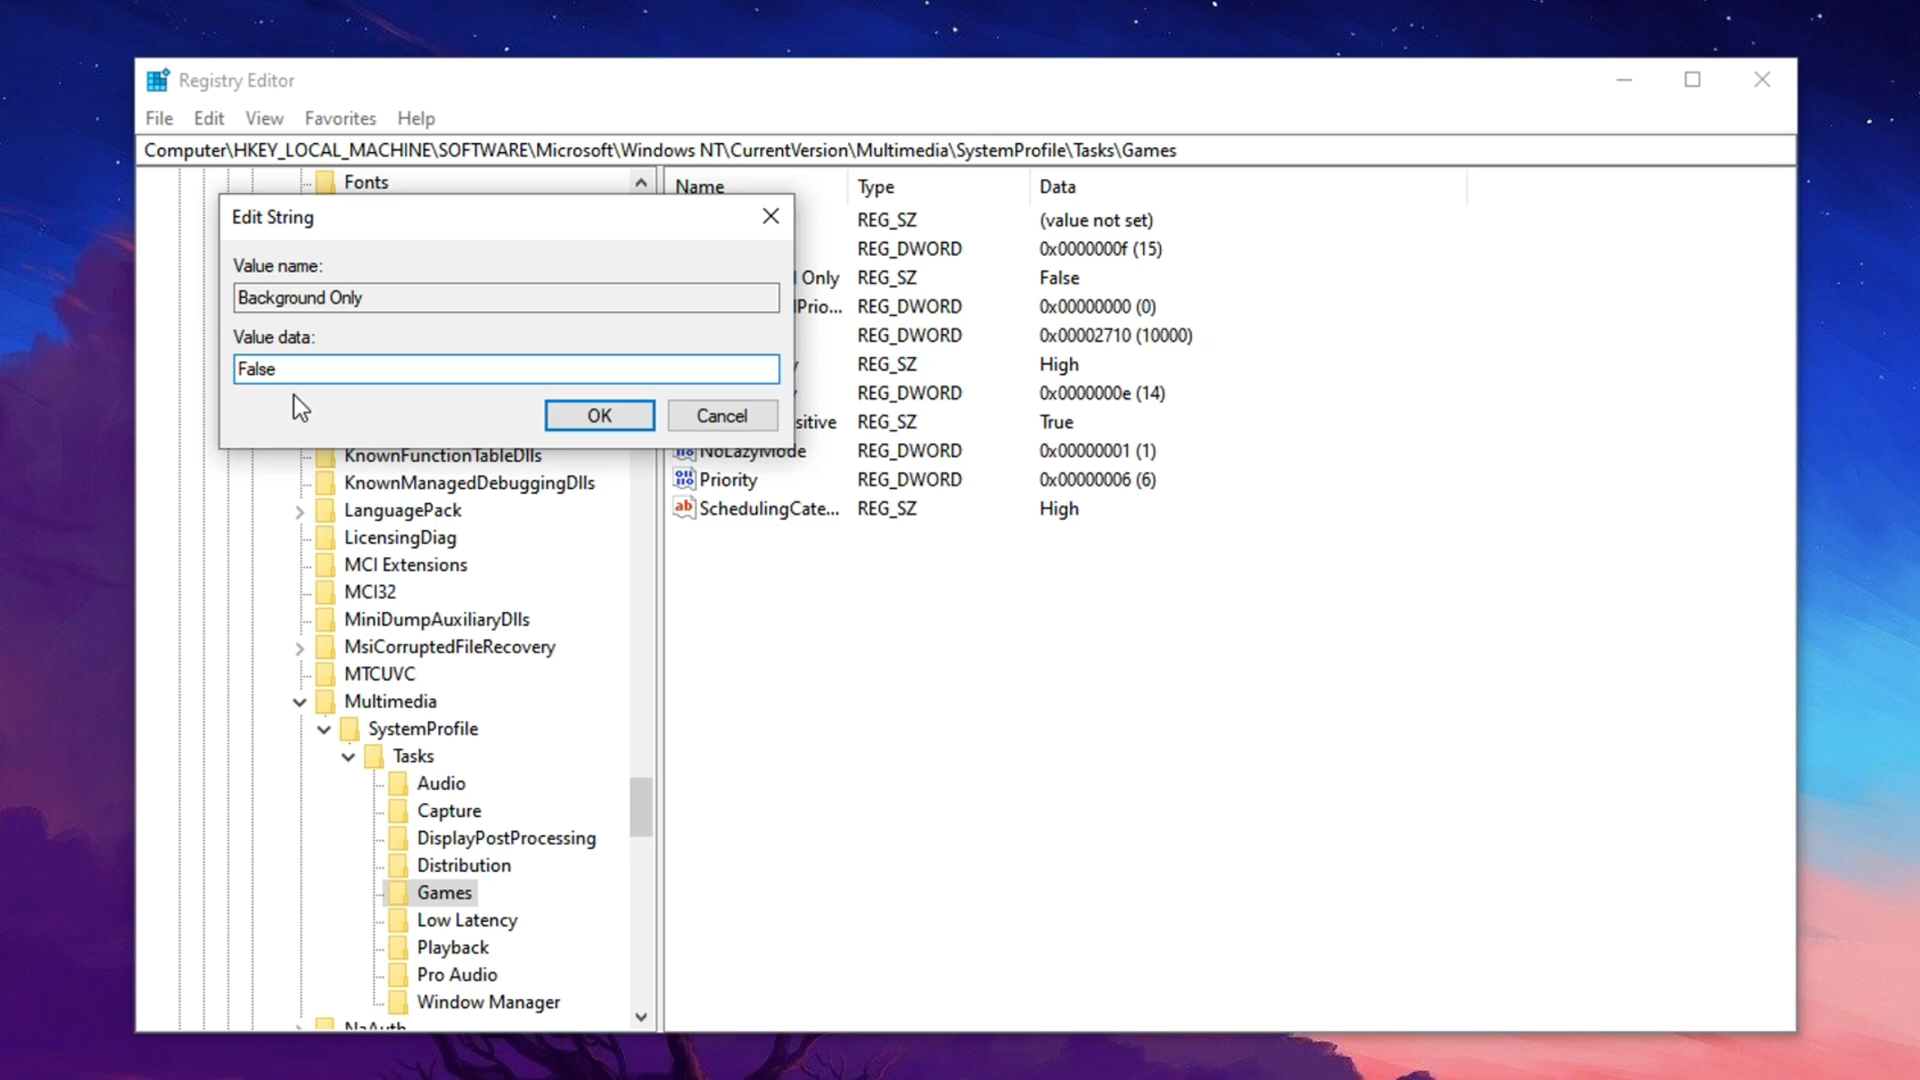 Registry Editor
File Edit View Favorites Help
Computer\HKEY_LOCAL_MACHINE\SOFTWARE\Microsoft\Windows NT\CurrentVersion\Multimedia\SystemProfile\Tasks\Games
Fonts
Edit String
Value name:
Background Only
Value data:
False
OK Cancel
KnownFunctionTableDlls
KnownManagedDebuggingDlls
LanguagePack
LicensingDiag
MCI Extensions
MCI32
MiniDumpAuxiliaryDlls
MsiCorruptedFileRecovery
MTCUVC
Multimedia
SystemProfile
Tasks
Audio
Capture
DisplayPostProcessing
Distribution
Games
Low Latency
Playback
Pro Audio
Window Manager
NaAuth
Name Type Data
REG_SZ (value not set)
REG_DWORD 0x0000000f (15)
Only REG_SZ False
Prio... REG_DWORD 0x00000000 (0)
REG_DWORD 0x00002710 (10000)
REG_SZ High
REG_DWORD 0x0000000e (14)
sitive REG_SZ True
NoLazyMode REG_DWORD 0x00000001 (1)
Priority REG_DWORD 0x00000006 (6)
SchedulingCate... REG_SZ High